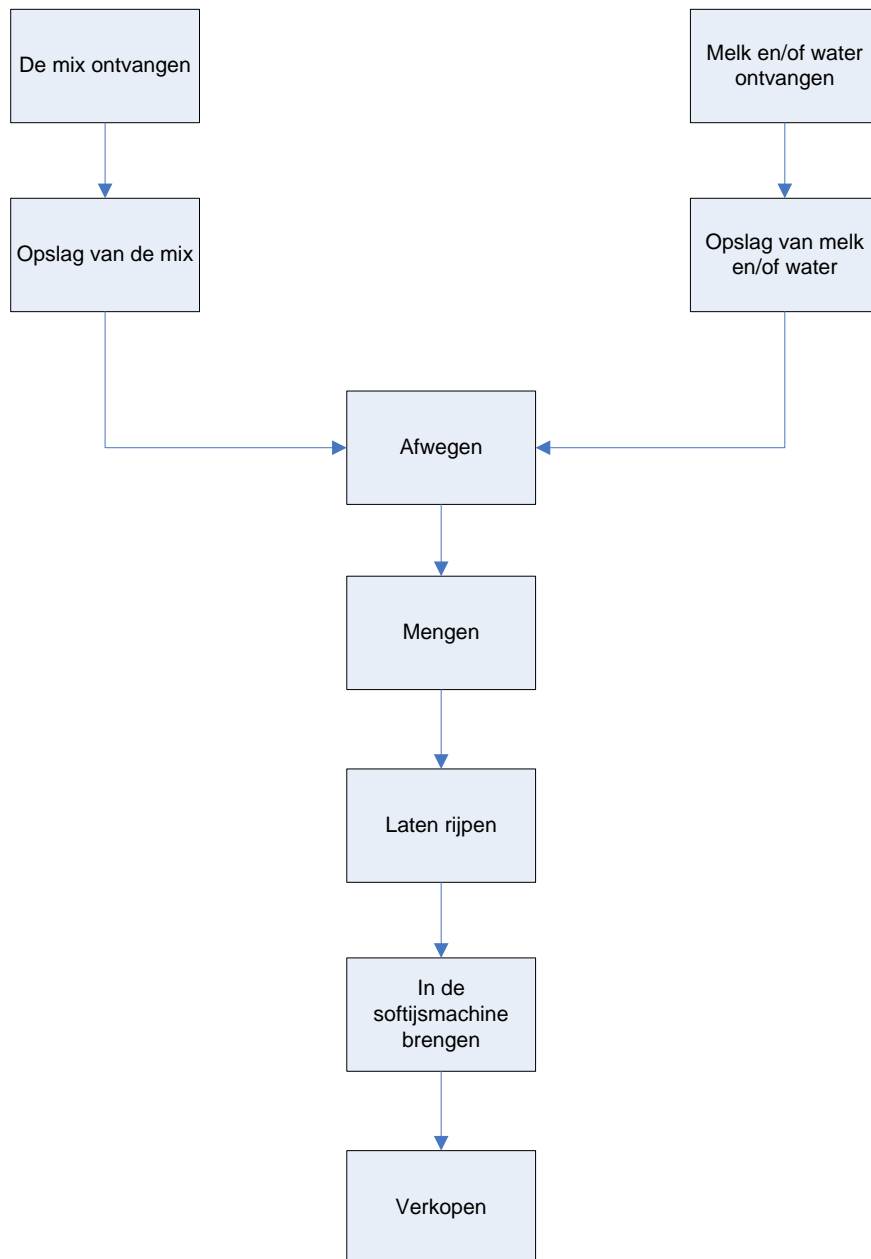 De mix ontvangen
Melk en/of water
ontvangen
Opslag van de mix
Opslag van melk
en/of water
Afwegen
Mengen
Laten rijpen
In de
softijsmachine
brengen
Verkopen